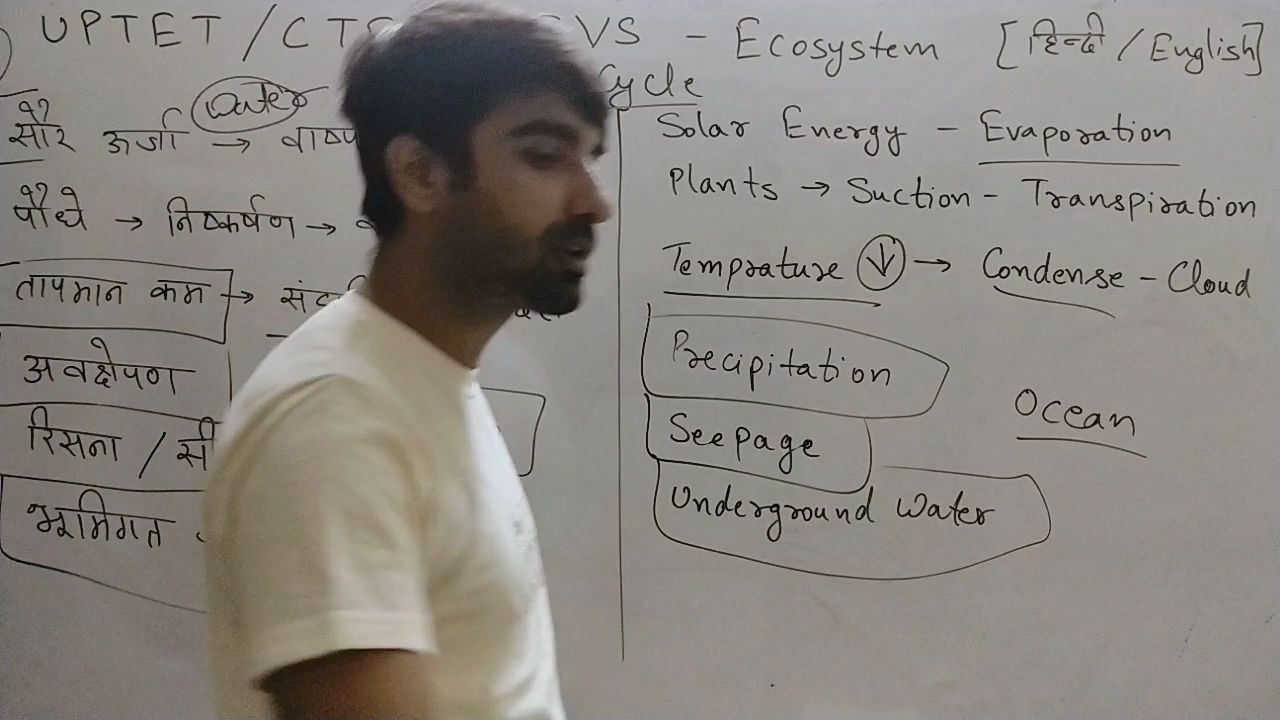 UPTET / CT VS - Ecosystem [हिन्दी / English]
Water Cycle
सौर ऊर्जा →
पौधे → निष्कर्षण →
तापमान कम →
अवक्षेपण
रिसना /
भूमिगत
Solar Energy - Evaporation
Plants → Suction - Transpiration
Temprature ↓ → Condense - Cloud
Precipitation
Seepage
Underground Water
Ocean